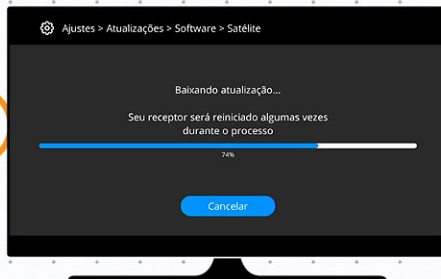 Ajustes > Atualizações > Software > Satélite
Baixando atualização...
Seu receptor será reiniciado algumas vezes
durante o processo
74%
Cancelar